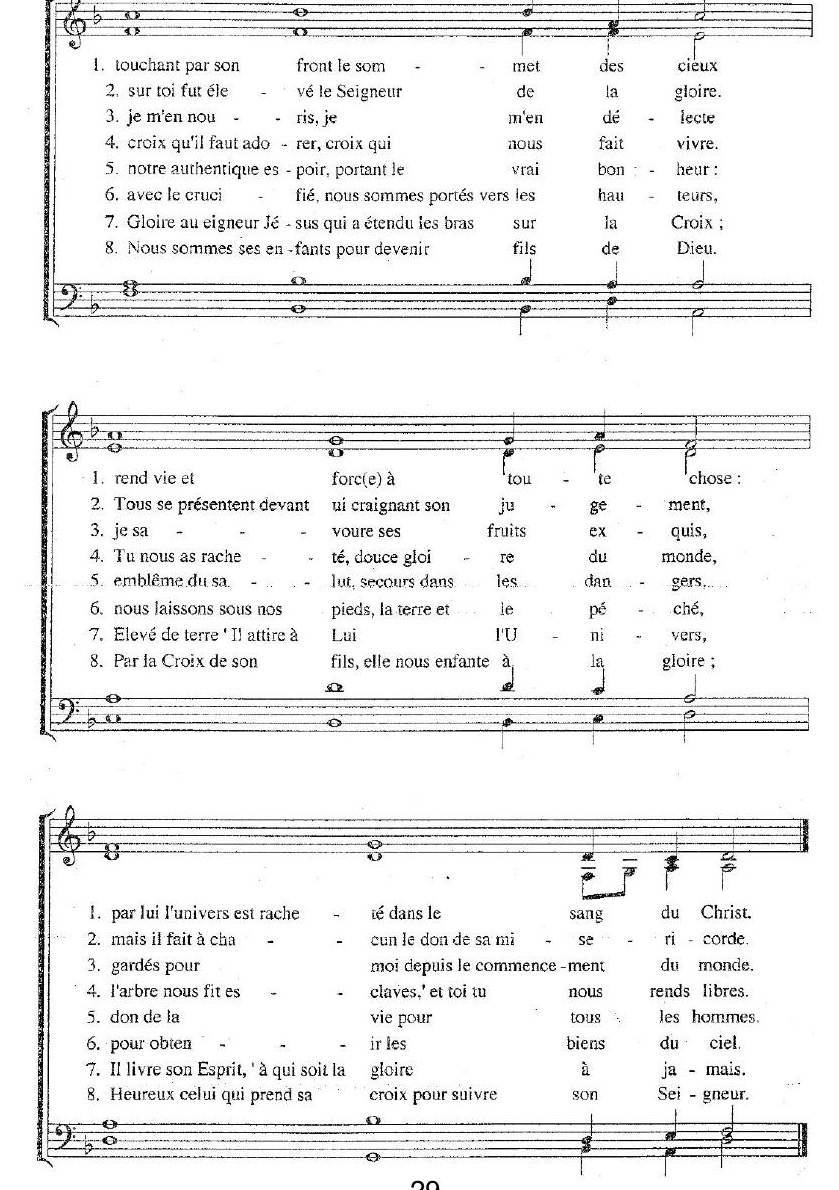 1. touchant par son front le som - - met des cieux
2. sur toi fut éle - vé le Seigneur de la gloire.
3. je m'en nou - - ris, je m'en dé - lecte
4. croix qu'il faut ado - rer, croix qui nous fait vivre.
5. notre authentique es - poir, portant le vrai bon - heur :
6. avec le cruci - fié, nous sommes portés vers les hau - teurs,
7. Gloire au eigneur Jé - sus qui a étendu les bras sur la Croix ;
8. Nous sommes ses en - fants pour devenir fils de Dieu.
1. rend vie et forc(e) à tou - te chose :
2. Tous se présentent devant ui craignant son ju - ge - ment,
3. je sa - - - voure ses fruits ex - quis,
4. Tu nous as rache - - té, douce gloi - re du monde,
5. emblême du sa - - lut, secours dans les dan - gers,
6. nous laissons sous nos pieds, la terre et le pé - ché,
7. Elevé de terre ' Il attire à Lui l'U - ni - vers,
8. Par la Croix de son fils, elle nous enfante à la gloire ;
1. par lui l'univers est rache - té dans le sang du Christ.
2. mais il fait à cha - - cun le don de sa mi - se - ri - corde.
3. gardés pour moi depuis le commence - ment du monde.
4. l'arbre nous fit es - - claves,' et toi tu nous rends libres.
5. don de la vie pour tous les hommes.
6. pour obten - - - ir les biens du ciel.
7. Il livre son Esprit, ' à qui soit la gloire à ja - mais.
8. Heureux celui qui prend sa croix pour suivre son Sei - gneur.